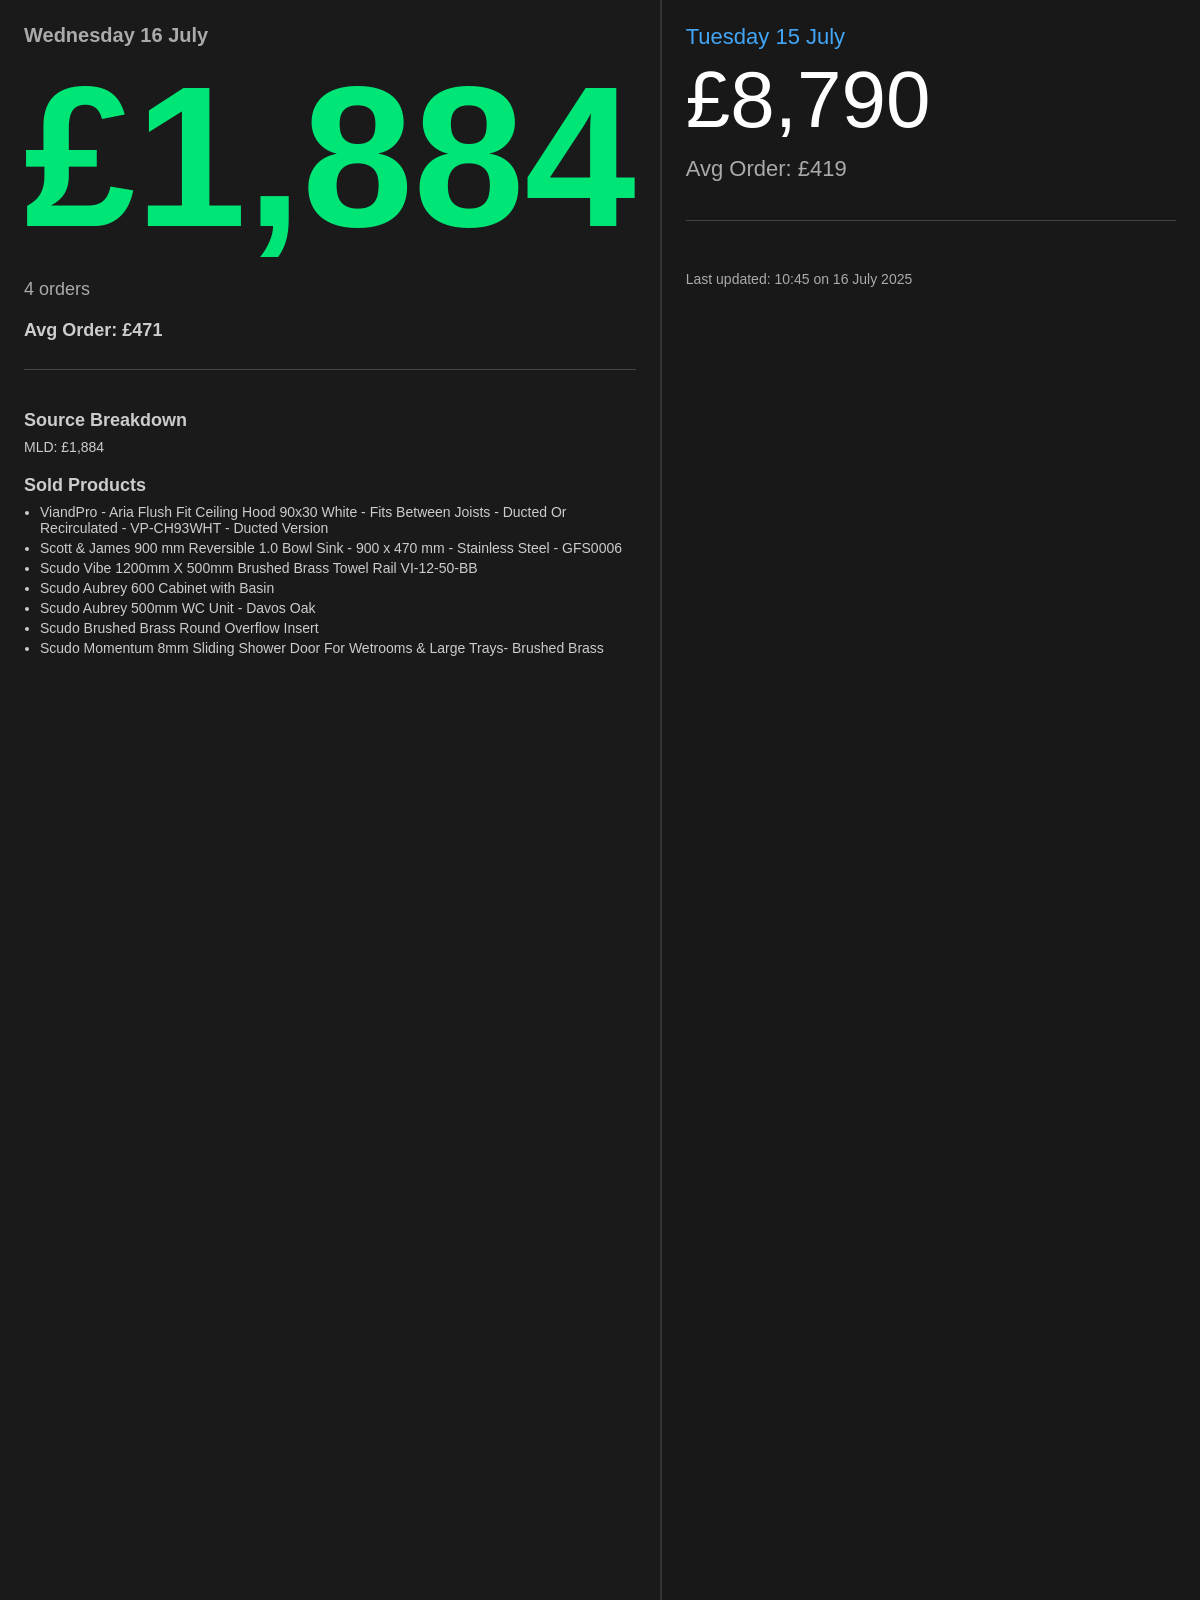 Wednesday 16 July
£1,884
4 orders
Avg Order: £471
Source Breakdown
MLD: £1,884
Sold Products
• ViandPro - Aria Flush Fit Ceiling Hood 90x30 White - Fits Between Joists - Ducted Or
Recirculated - VP-CH93WHT - Ducted Version
• Scott & James 900 mm Reversible 1.0 Bowl Sink - 900 x 470 mm - Stainless Steel - GFS0006
• Scudo Vibe 1200mm X 500mm Brushed Brass Towel Rail VI-12-50-BB
• Scudo Aubrey 600 Cabinet with Basin
• Scudo Aubrey 500mm WC Unit - Davos Oak
• Scudo Brushed Brass Round Overflow Insert
• Scudo Momentum 8mm Sliding Shower Door For Wetrooms & Large Trays- Brushed Brass
Tuesday 15 July
£8,790
Avg Order: £419
Last updated: 10:45 on 16 July 2025